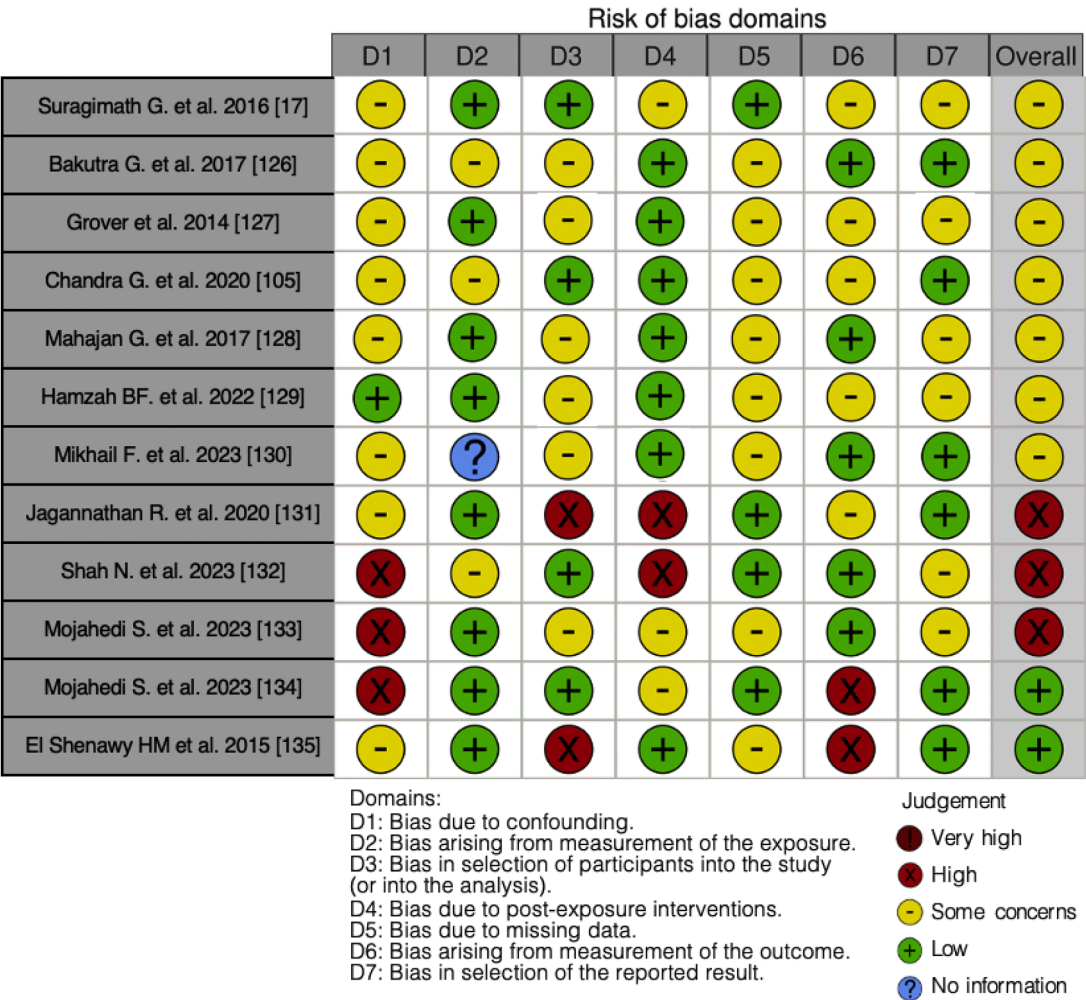 Risk of bias domains
D1 D2 D3 D4 D5 D6 D7 Overall
Suragimath G. et al. 2016 [17] - + + - + - - -
Bakutra G. et al. 2017 [126] - - - + - + + -
Grover et al. 2014 [127] - + - + - - - -
Chandra G. et al. 2020 [105] - - + + - - + -
Mahajan G. et al. 2017 [128] - + - + - + - -
Hamzah BF. et al. 2022 [129] + + - + - - - -
Mikhail F. et al. 2023 [130] - ? - + - + + -
Jagannathan R. et al. 2020 [131] - + X X + - + X
Shah N. et al. 2023 [132] X - + X + + - X
Mojahedi S. et al. 2023 [133] X + - - - + - X
Mojahedi S. et al. 2023 [134] X + + - + X + +
El Shenawy HM et al. 2015 [135] - + X + - X + +
Domains:
D1: Bias due to confounding.
D2: Bias arising from measurement of the exposure.
D3: Bias in selection of participants into the study
(or into the analysis).
D4: Bias due to post-exposure interventions.
D5: Bias due to missing data.
D6: Bias arising from measurement of the outcome.
D7: Bias in selection of the reported result.
Judgement
! Very high
X High
- Some concerns
+ Low
? No information